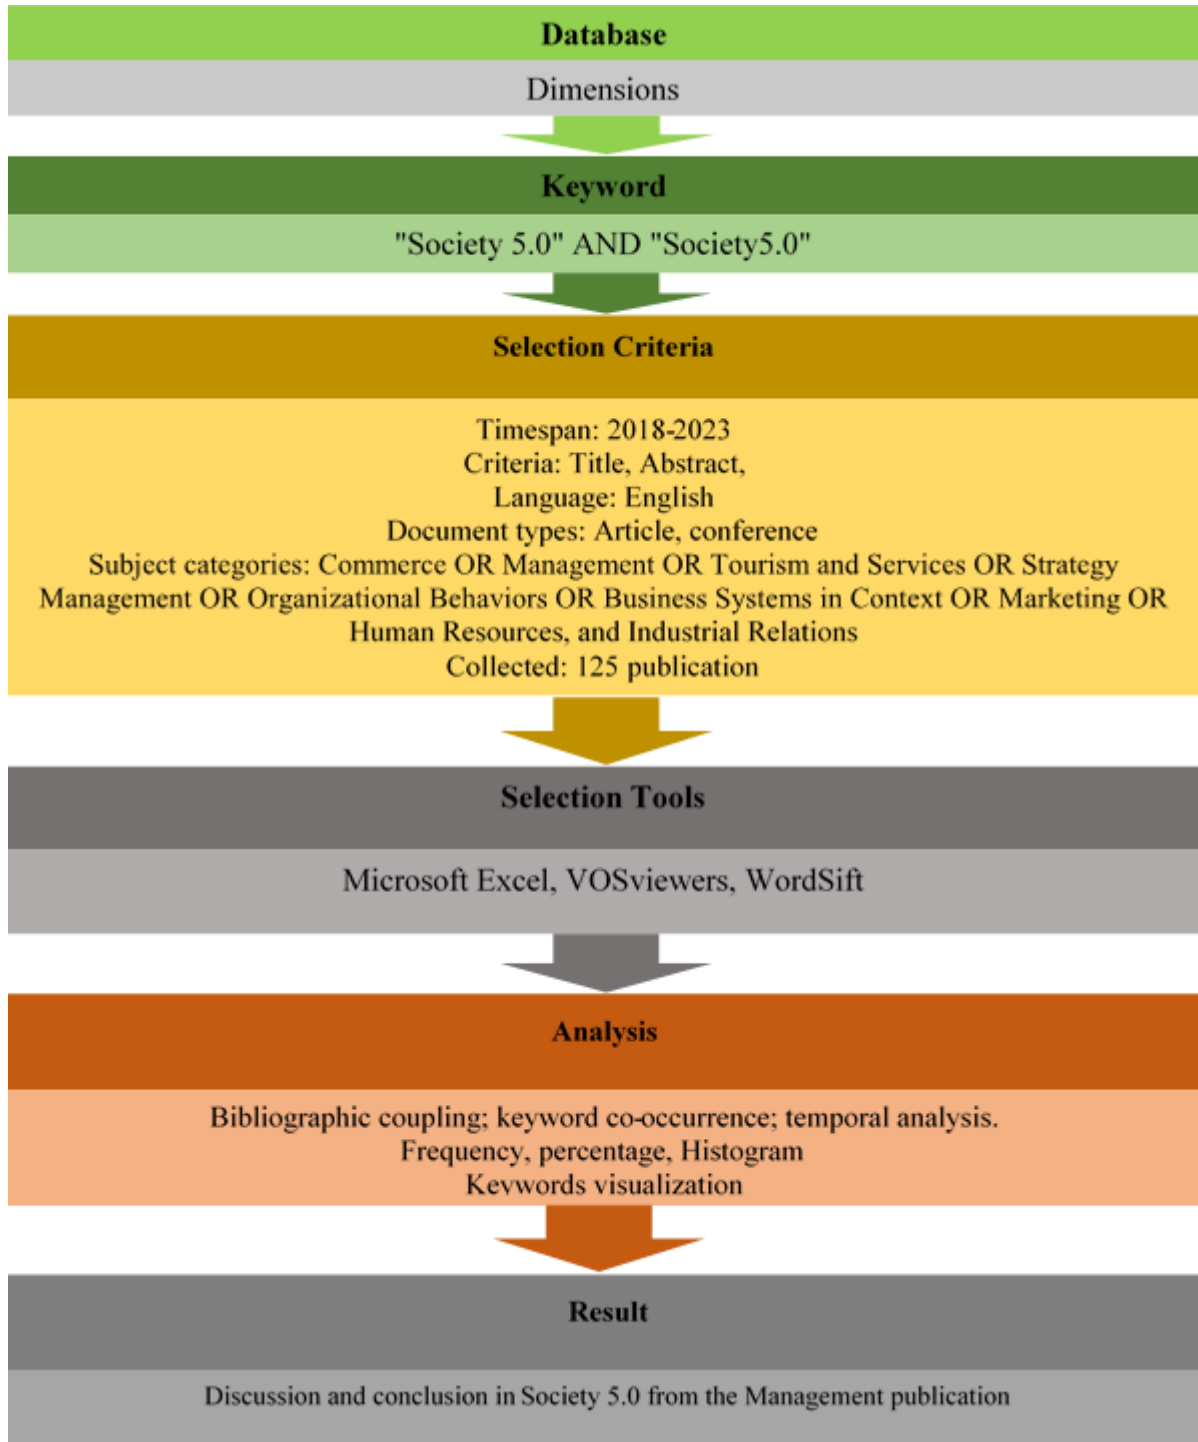 Database
Dimensions
Keyword
"Society 5.0" AND "Society5.0"
Selection Criteria
Timespan: 2018-2023
Criteria: Title, Abstract,
Language: English
Document types: Article, conference
Subject categories: Commerce OR Management OR Tourism and Services OR Strategy
Management OR Organizational Behaviors OR Business Systems in Context OR Marketing OR
Human Resources, and Industrial Relations
Collected: 125 publication
Selection Tools
Microsoft Excel, VOSviewers, WordSift
Analysis
Bibliographic coupling; keyword co-occurrence; temporal analysis.
Frequency, percentage, Histogram
Keywords visualization
Result
Discussion and conclusion in Society 5.0 from the Management publication